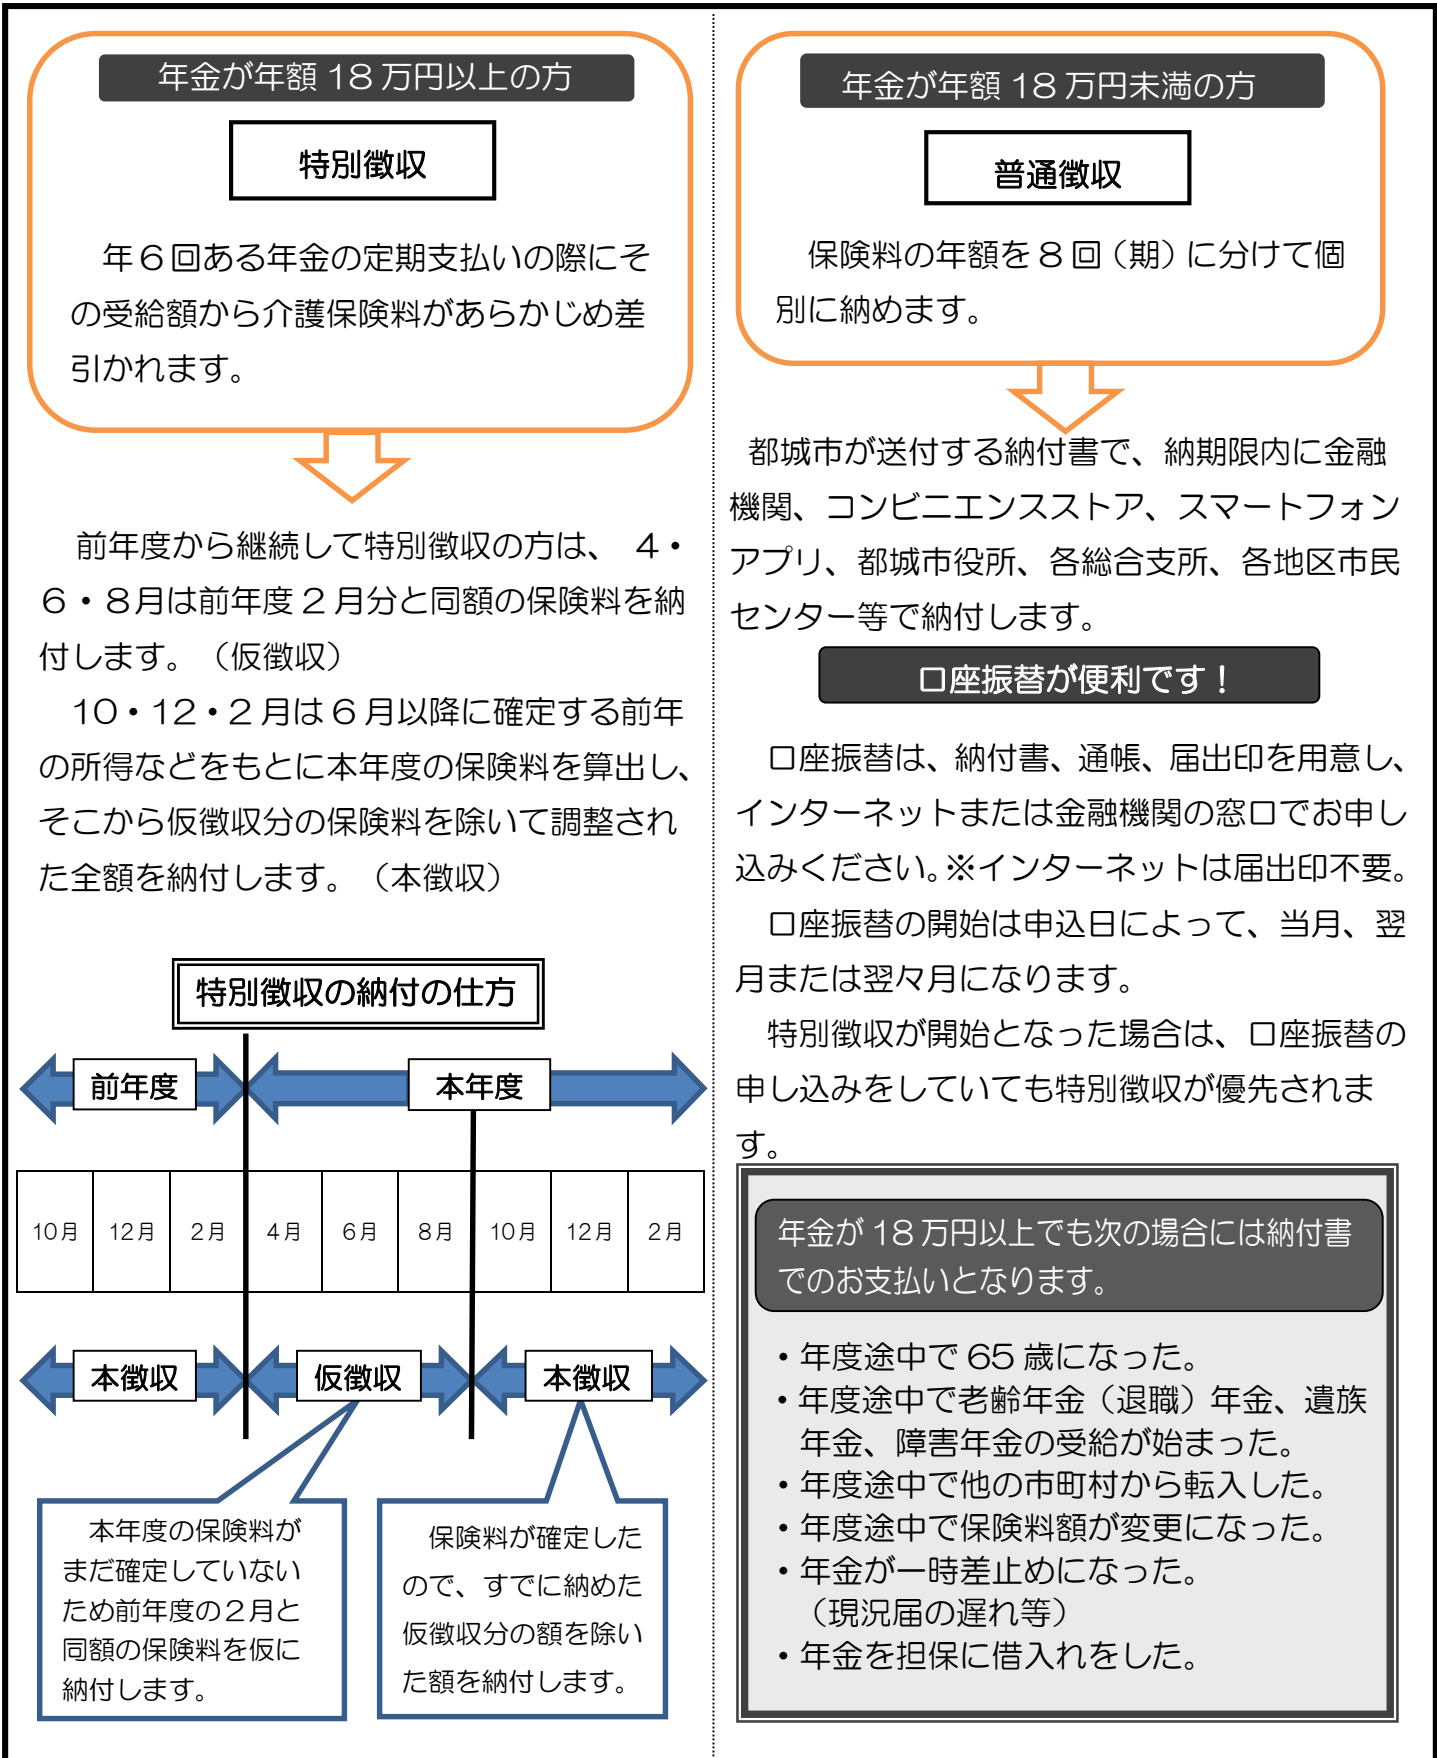 年金が年額18万円以上の方
特別徴収
年6回ある年金の定期支払いの際にそ
の受給額から介護保険料があらかじめ差
引かれます。
前年度から継続して特別徴収の方は、 4・
6・8月は前年度2月分と同額の保険料を納
付します。（仮徴収）
10・12・2月は6月以降に確定する前年
の所得などをもとに本年度の保険料を算出し、
そこから仮徴収分の保険料を除いて調整され
た全額を納付します。（本徴収）
特別徴収の納付の仕方
前年度 本年度
10月 12月 2月 4月 6月 8月 10月 12月 2月
本徴収 仮徴収 本徴収
本年度の保険料が
まだ確定していない
ため前年度の2月と
同額の保険料を仮に
納付します。
保険料が確定した
ので、すでに納めた
仮徴収分の額を除い
た額を納付します。
年金が年額18万円未満の方
普通徴収
保険料の年額を8回（期）に分けて個
別に納めます。
都城市が送付する納付書で、納期限内に金融
機関、コンビニエンスストア、スマートフォン
アプリ、都城市役所、各総合支所、各地区市民
センター等で納付します。
口座振替が便利です！
口座振替は、納付書、通帳、届出印を用意し、
インターネットまたは金融機関の窓口でお申し
込みください。※インターネットは届出印不要。
口座振替の開始は申込日によって、当月、翌
月または翌々月になります。
特別徴収が開始となった場合は、口座振替の
申し込みをしていても特別徴収が優先されま
す。
年金が18万円以上でも次の場合には納付書
でのお支払いとなります。
・年度途中で65歳になった。
・年度途中で老齢年金（退職）年金、遺族
年金、障害年金の受給が始まった。
・年度途中で他の市町村から転入した。
・年度途中で保険料額が変更になった。
・年金が一時差止めになった。
（現況届の遅れ等）
・年金を担保に借入れをした。